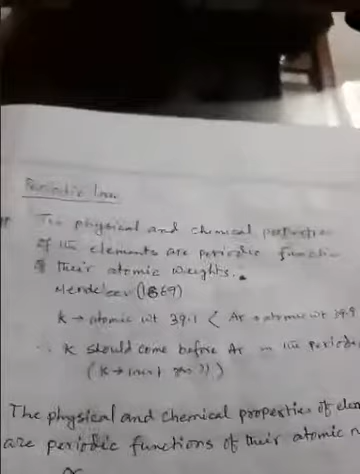 Periodic Law
The physical and chemical properties
of the elements are periodic function
of their atomic weights.
Mendeleev (1869)
K → atomic wt 39.1 < Ar → atomic wt 39.9
∴ K should come before Ar in the periodic
(K →
The physical and chemical properties of elem
are periodic functions of their atomic n